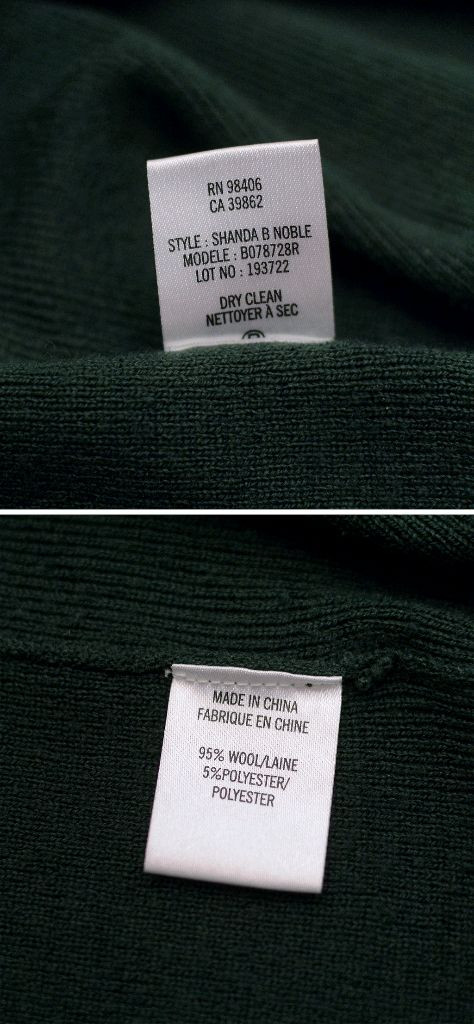 RN 98406
CA 39862
STYLE : SHANDA B NOBLE
MODELE : B078728R
LOT NO : 193722
DRY CLEAN
NETTOYER À SEC
MADE IN CHINA
FABRIQUE EN CHINE
95% WOOL/LAINE
5%POLYESTER/
POLYESTER